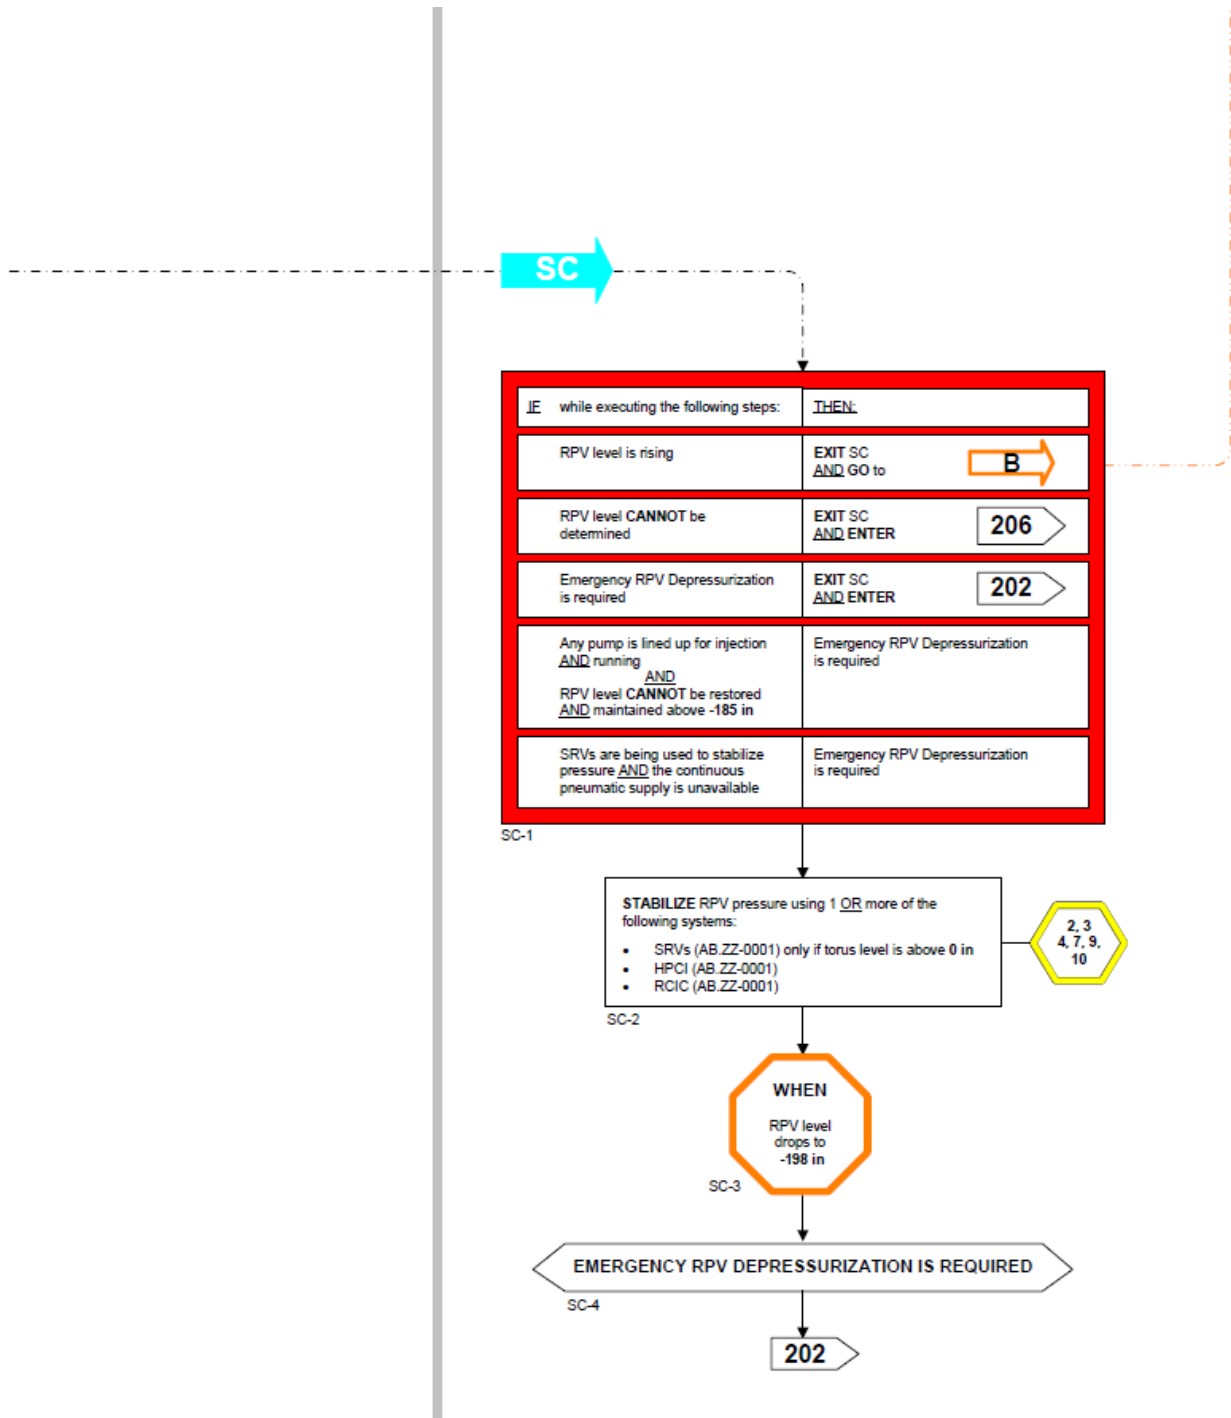 SC
IF while executing the following steps:
THEN:
RPV level is rising
EXIT SC
AND GO to
B
RPV level CANNOT be
determined
EXIT SC
AND ENTER
206
Emergency RPV Depressurization
is required
EXIT SC
AND ENTER
202
Any pump is lined up for injection
AND running
AND
RPV level CANNOT be restored
AND maintained above -185 in
Emergency RPV Depressurization
is required
SRVs are being used to stabilize
pressure AND the continuous
pneumatic supply is unavailable
Emergency RPV Depressurization
is required
SC-1
STABILIZE RPV pressure using 1 OR more of the
following systems:
• SRVs (AB.ZZ-0001) only if torus level is above 0 in
• HPCI (AB.ZZ-0001)
• RCIC (AB.ZZ-0001)
2, 3
4, 7, 9,
10
SC-2
WHEN
RPV level
drops to
-198 in
SC-3
EMERGENCY RPV DEPRESSURIZATION IS REQUIRED
SC-4
202